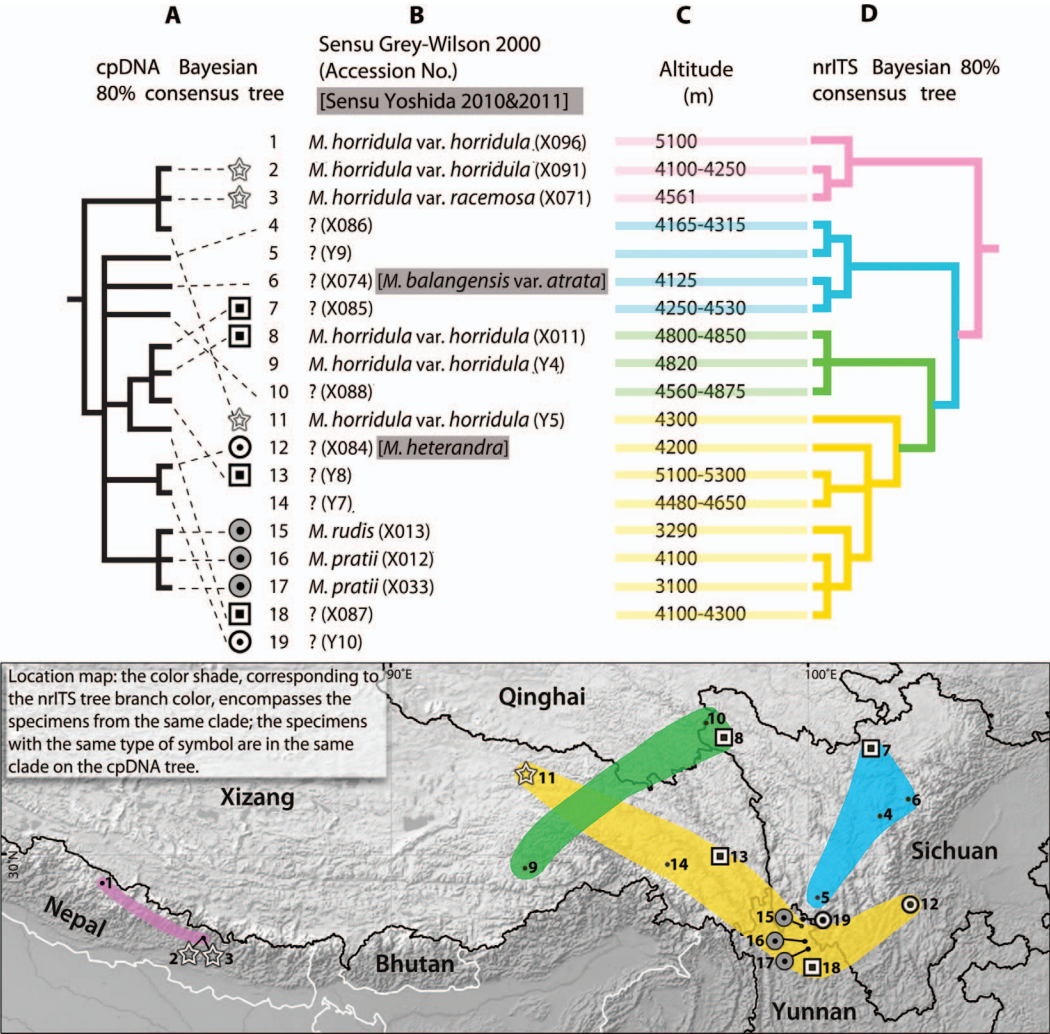 A B C D
cpDNA Bayesian
80% consensus tree
Sensu Grey-Wilson 2000
(Accession No.)
[Sensu Yoshida 2010&2011]
Altitude
(m)
nrITS Bayesian 80%
consensus tree
1 M. horridula var. horridula (X096) 5100
2 M. horridula var. horridula (X091) 4100-4250
3 M. horridula var. racemosa (X071) 4561
4 ? (X086) 4165-4315
5 ? (Y9)
6 ? (X074) [M. balangensis var. atrata] 4125
7 ? (X085) 4250-4530
8 M. horridula var. horridula (X011) 4800-4850
9 M. horridula var. horridula (Y4) 4820
10 ? (X088) 4560-4875
11 M. horridula var. horridula (Y5) 4300
12 ? (X084) [M. heterandra] 4200
13 ? (Y8) 5100-5300
14 ? (Y7) 4480-4650
15 M. rudis (X013) 3290
16 M. pratii (X012) 4100
17 M. pratii (X033) 3100
18 ? (X087) 4100-4300
19 ? (Y10)
Location map: the color shade, corresponding to
the nrITS tree branch color, encompasses the
specimens from the same clade; the specimens
with the same type of symbol are in the same
clade on the cpDNA tree.
90°E
100°E
30°N
Qinghai
Xizang
Sichuan
Nepal
Bhutan
Yunnan
10
8
7
11
6
4
13
14
9
1
5
12
15
19
16
2
3
17
18